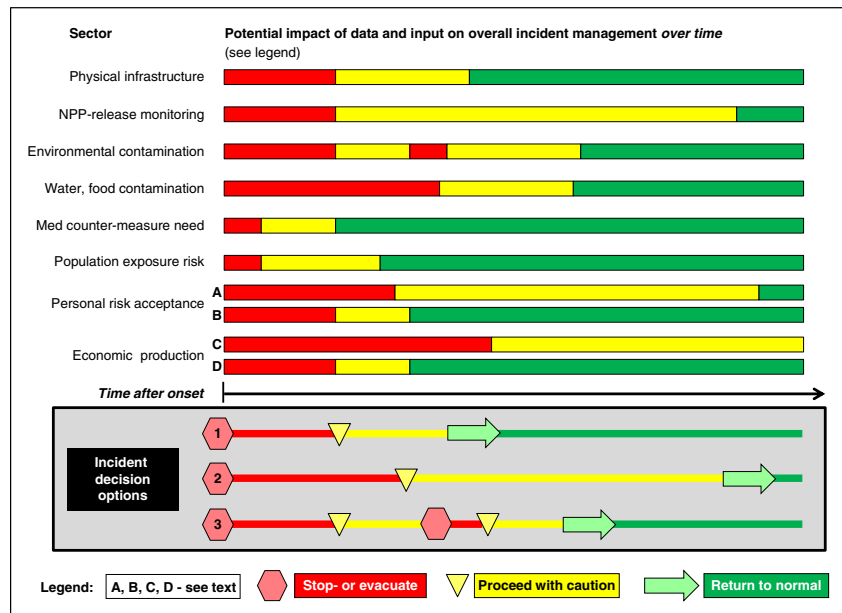 Sector
Potential impact of data and input on overall incident management over time
(see legend)
Physical infrastructure
NPP-release monitoring
Environmental contamination
Water, food contamination
Med counter-measure need
Population exposure risk
Personal risk acceptance
A
B
Economic production
C
D
Time after onset
Incident
decision
options
1
2
3
Legend:
A, B, C, D - see text
Stop- or evacuate
Proceed with caution
Return to normal